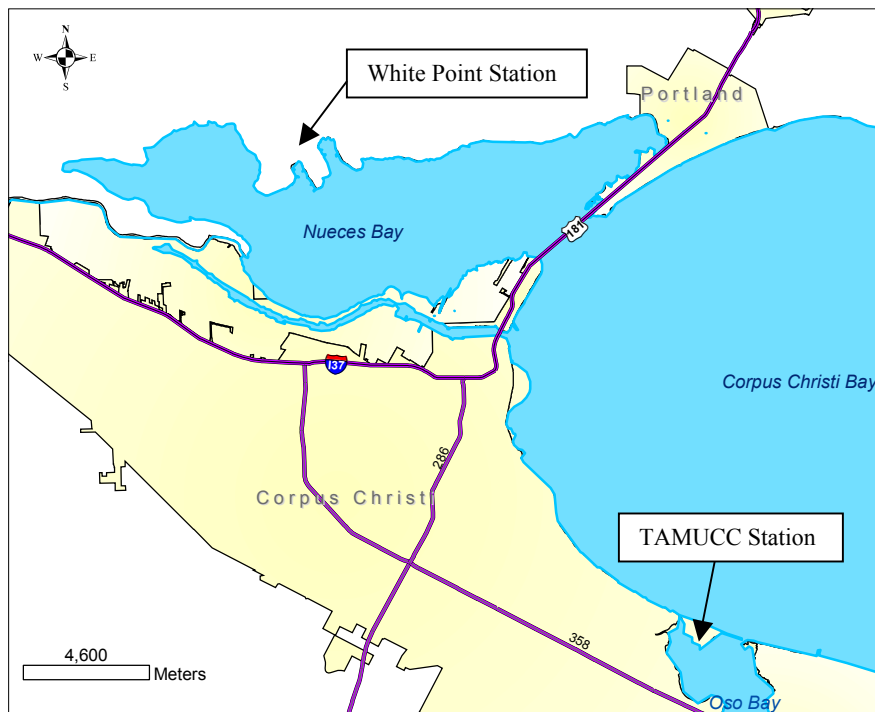 N
W E
S
White Point Station
Portland
Nueces Bay
181
I37
Corpus Christi Bay
286
Corpus Christi
TAMUCC Station
358
4,600
Meters
Oso Bay